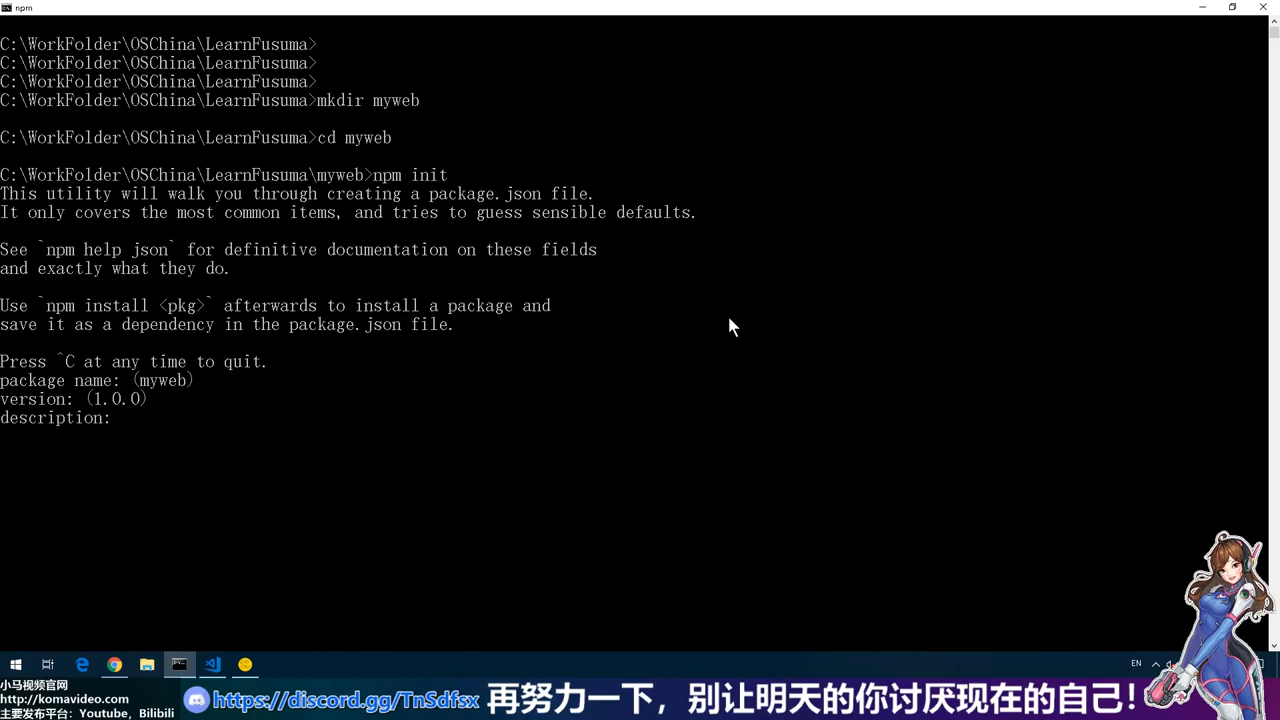 npm
C:\WorkFolder\OSChina\LearnFusuma>
C:\WorkFolder\OSChina\LearnFusuma>
C:\WorkFolder\OSChina\LearnFusuma>
C:\WorkFolder\OSChina\LearnFusuma>mkdir myweb
C:\WorkFolder\OSChina\LearnFusuma>cd myweb
C:\WorkFolder\OSChina\LearnFusuma\myweb>npm init
This utility will walk you through creating a package.json file.
It only covers the most common items, and tries to guess sensible defaults.
See `npm help json` for definitive documentation on these fields
and exactly what they do.
Use `npm install <pkg>` afterwards to install a package and
save it as a dependency in the package.json file.
Press ^C at any time to quit.
package name: (myweb)
version: (1.0.0)
description:
EN
小马视频官网
http://komavideo.com
主要发布平台: Youtube, Bilibili
https://discord.gg/TnSdfsx 再努力一下，别让明天的你讨厌现在的自己!